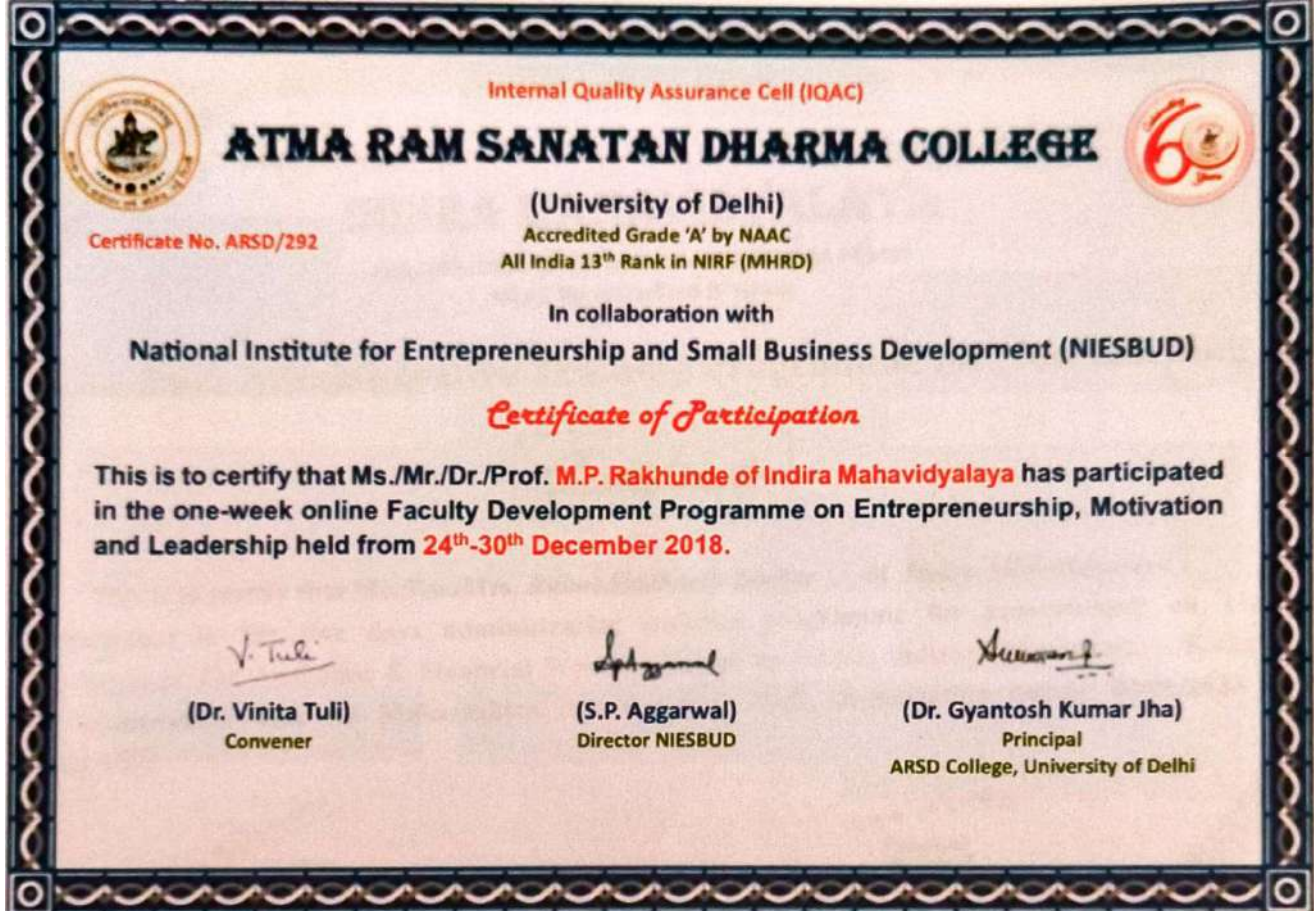 Internal Quality Assurance Cell (IQAC)
ATMA RAM SANATAN DHARMA COLLEGE
60
(University of Delhi)
Certificate No. ARSD/292
Accredited Grade 'A' by NAAC
All India 13th Rank in NIRF (MHRD)
In collaboration with
National Institute for Entrepreneurship and Small Business Development (NIESBUD)
Certificate of Participation
This is to certify that Ms./Mr./Dr./Prof. M.P. Rakhunde of Indira Mahavidyalaya has participated
in the one-week online Faculty Development Programme on Entrepreneurship, Motivation
and Leadership held from 24th-30th December 2018.
V. Tuli
SpAggarwal
(Dr. Vinita Tuli)
(S.P. Aggarwal)
(Dr. Gyantosh Kumar Jha)
Convener
Director NIESBUD
Principal
ARSD College, University of Delhi